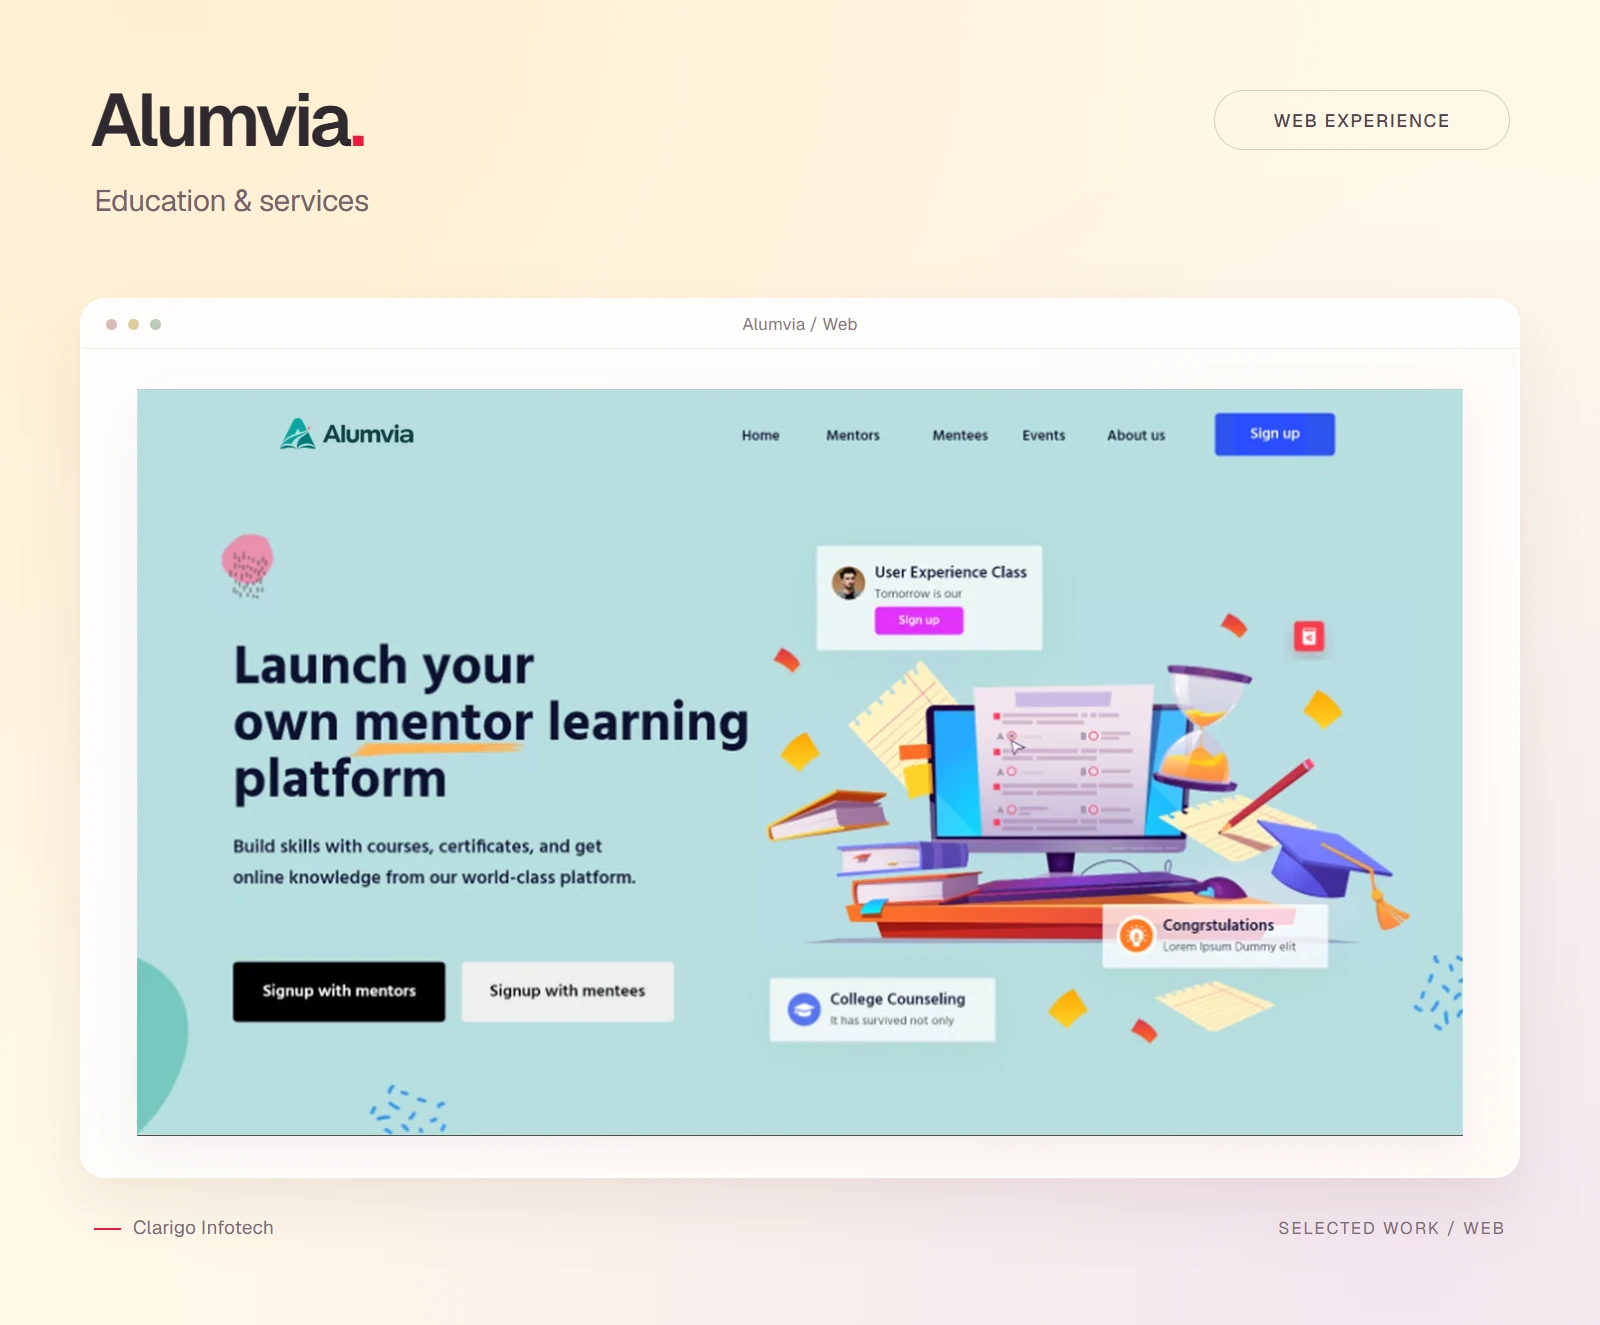 Alumvia.
WEB EXPERIENCE
Education & services
Alumvia / Web
Alumvia
Home
Mentors
Mentees
Events
About us
Sign up
User Experience Class
Tomorrow is our
Sign up
Launch your
own mentor learning
platform
Build skills with courses, certificates, and get
online knowledge from our world-class platform.
Signup with mentors
Signup with mentees
A
B
A
B
A
B
Congrstulations
Lorem Ipsum Dummy elit
College Counseling
It has survived not only
Clarigo Infotech
SELECTED WORK / WEB